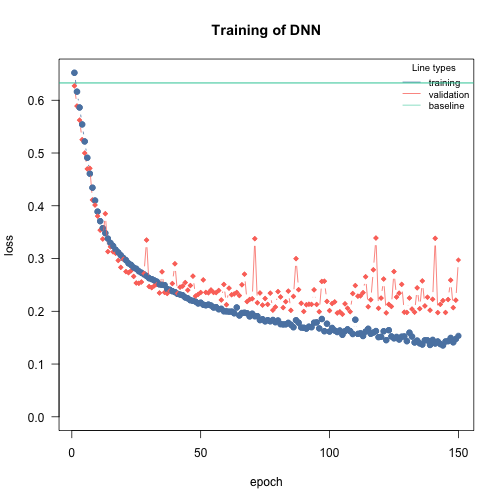 Training of DNN
Line types
training
validation
baseline
loss
0.6
0.5
0.4
0.3
0.2
0.1
0.0
0
50
100
150
epoch